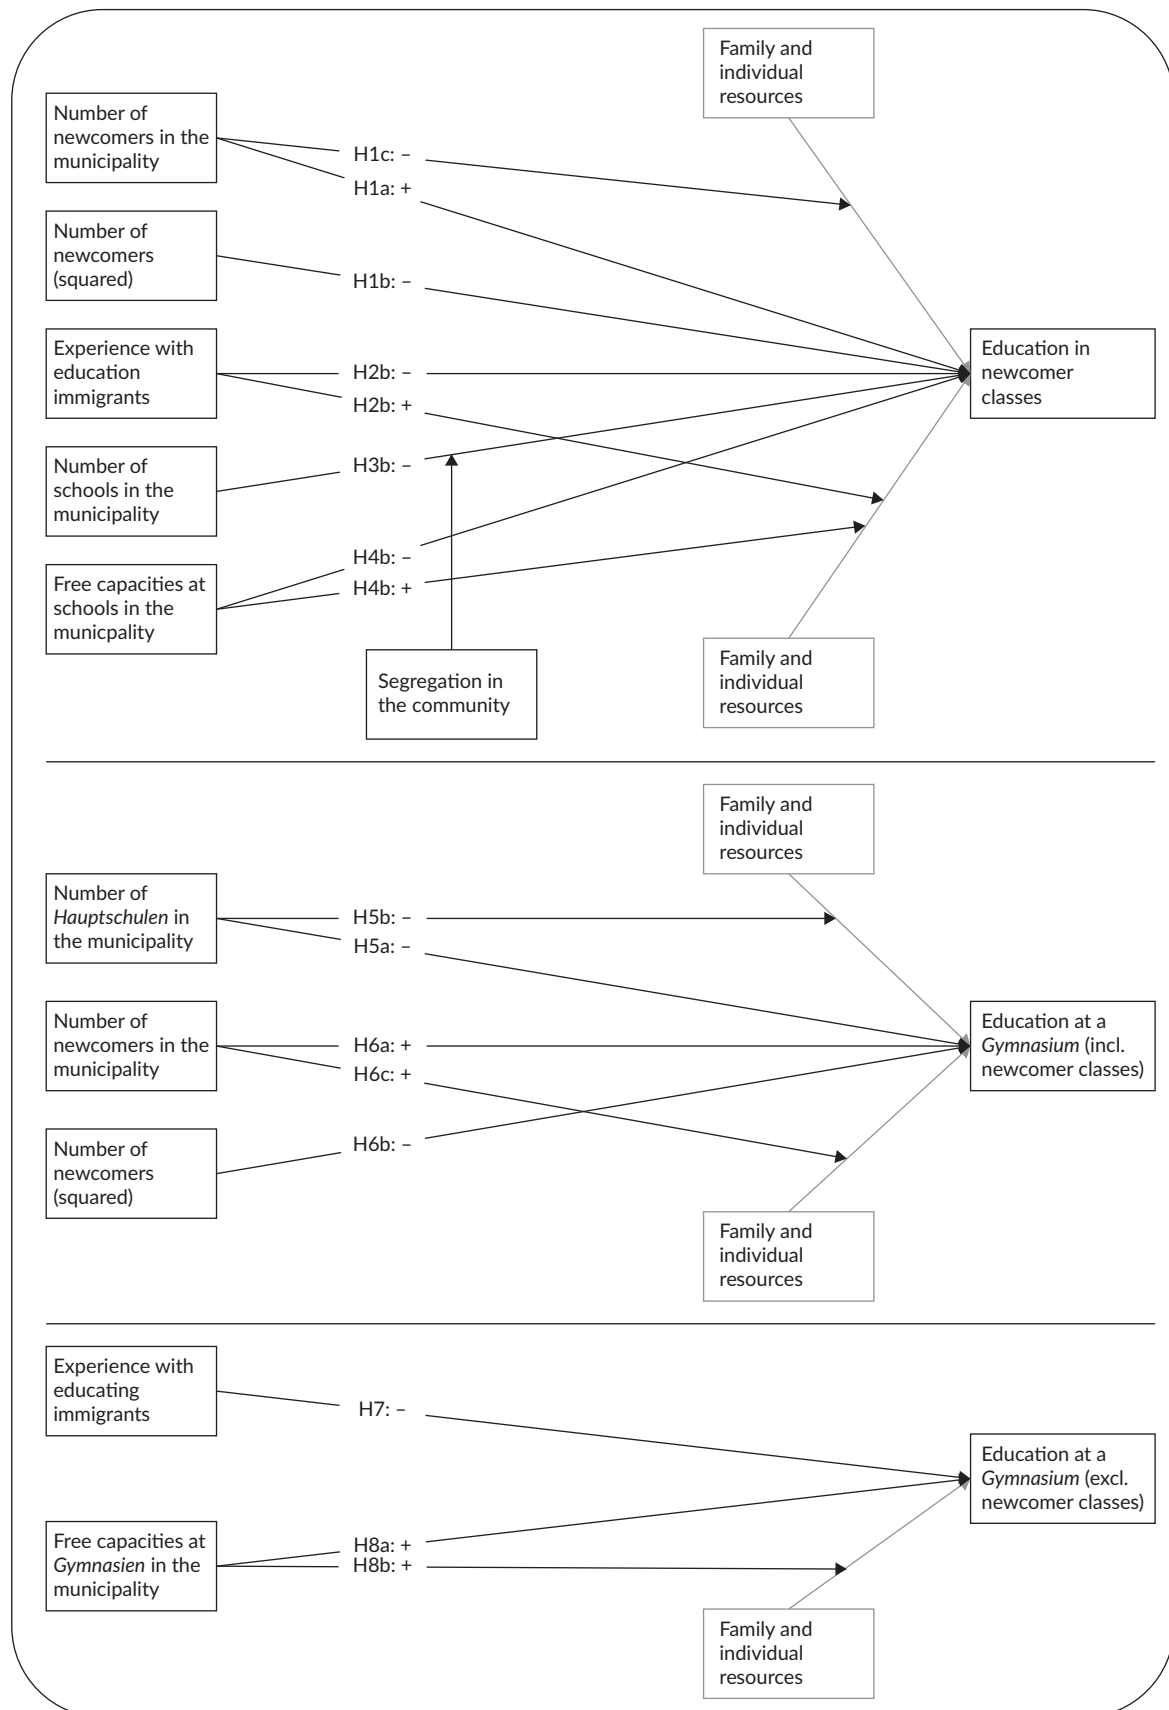 Family and
individual
resources
Number of
newcomers in the
municipality
H1c: –
H1a: +
Number of
newcomers
(squared)
H1b: –
Experience with
education
immigrants
H2b: –
H2b: +
Education in
newcomer
classes
Number of
schools in the
municipality
H3b: –
Free capacities at
schools in the
municpality
H4b: –
H4b: +
Segregation in
the community
Family and
individual
resources
Family and
individual
resources
Number of
Hauptschulen in
the municipality
H5b: –
H5a: –
Number of
newcomers in the
municipality
H6a: +
H6c: +
Education at a
Gymnasium (incl.
newcomer classes)
Number of
newcomers
(squared)
H6b: –
Family and
individual
resources
Experience with
educating
immigrants
H7: –
Education at a
Gymnasium (excl.
newcomer classes)
Free capacities at
Gymnasien in the
municipality
H8a: +
H8b: +
Family and
individual
resources